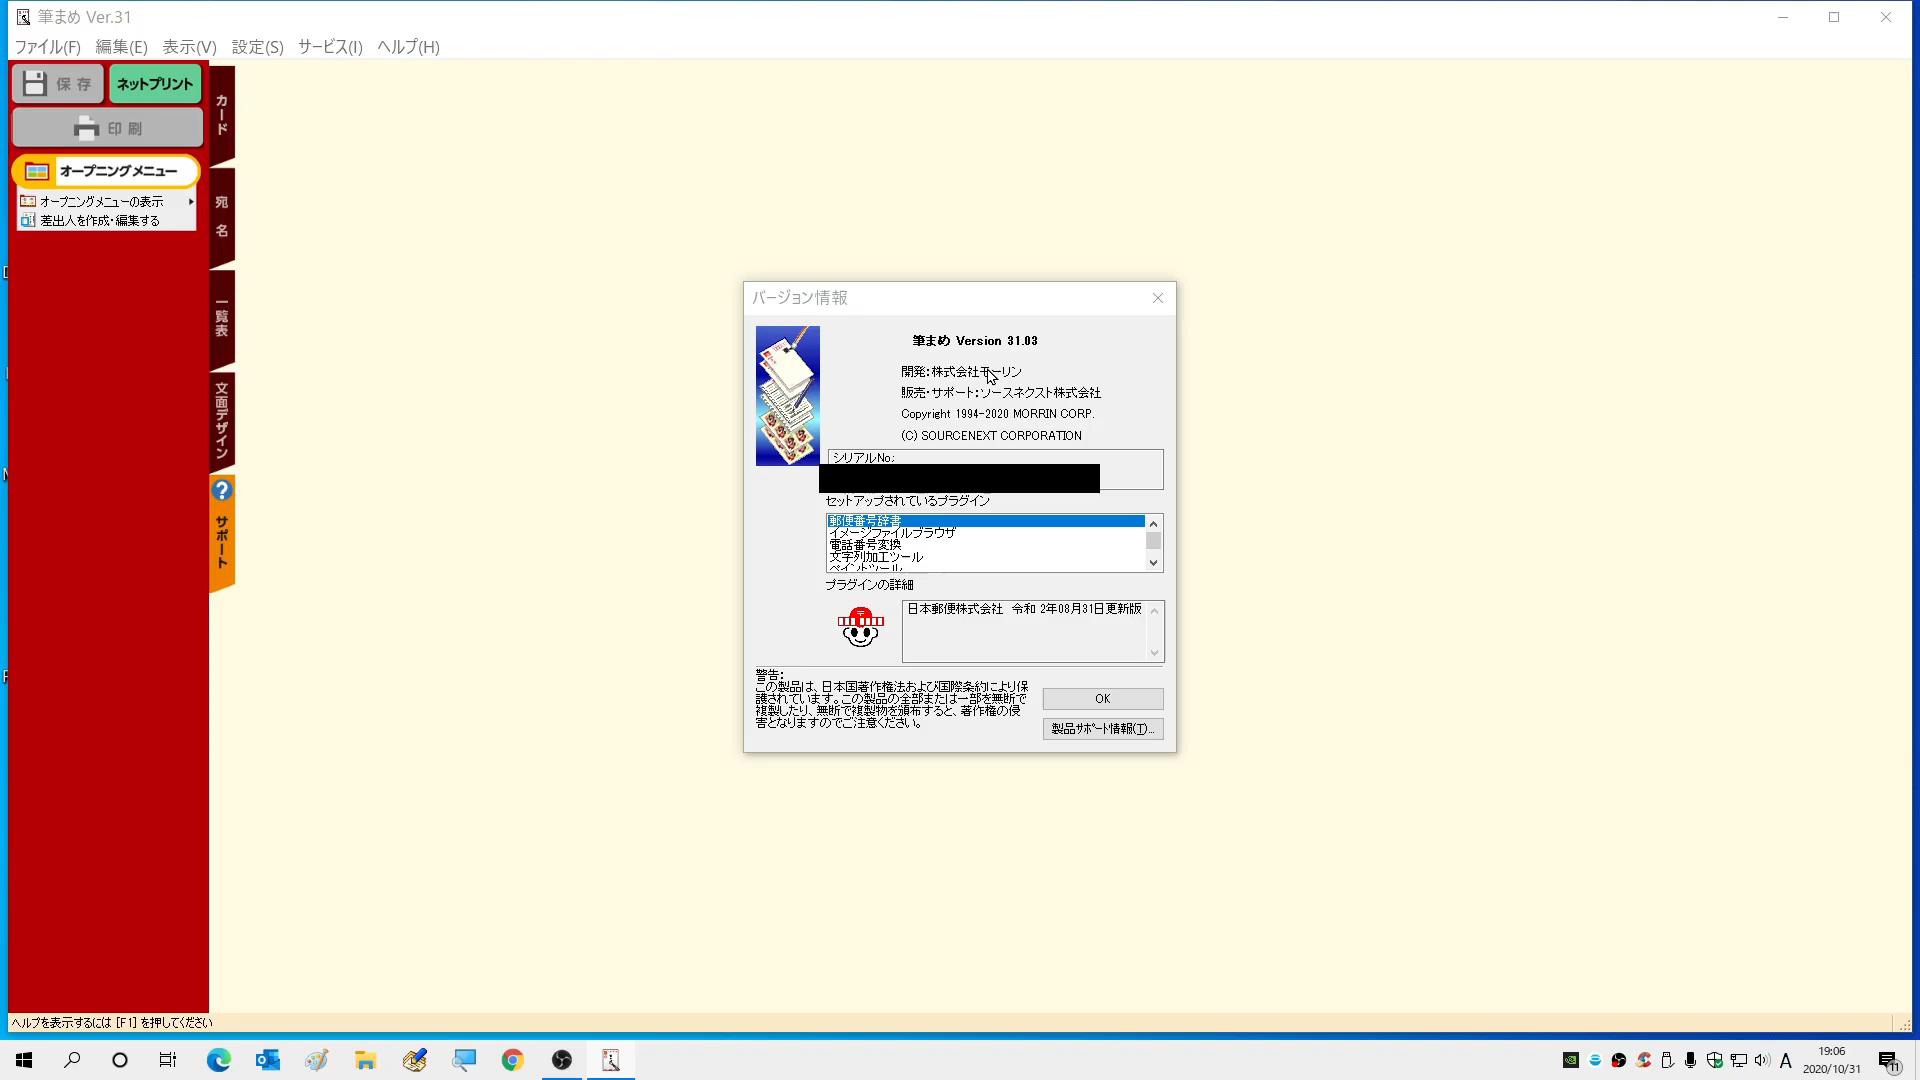 筆まめ Ver.31
ファイル(F) 編集(E) 表示(V) 設定(S) サービス(I) ヘルプ(H)
保存
ネットプリント
印刷
オープニングメニュー
オープニングメニューの表示
差出人を作成・編集する
カード
宛名
一覧表
文面デザイン
サポート
バージョン情報
筆まめ Version 31.03
開発:株式会社モーリン
販売・サポート:ソースネクスト株式会社
Copyright 1994-2020 MORRIN CORP.
(C) SOURCENEXT CORPORATION
シリアルNo:
セットアップされているプラグイン
郵便番号辞書
イメージファイルブラウザ
電話番号変換
文字列加工ツール
ペイントツール
プラグインの詳細
日本郵便株式会社 令和 2年08月31日更新版
警告:
この製品は、日本国著作権法および国際条約により保
護されています。この製品の全部または一部を無断で
複製したり、無断で複製物を頒布すると、著作権の侵
害となりますのでご注意ください。
OK
製品サポート情報(T)...
ヘルプを表示するには [F1] を押してください
A
19:06
2020/10/31
11